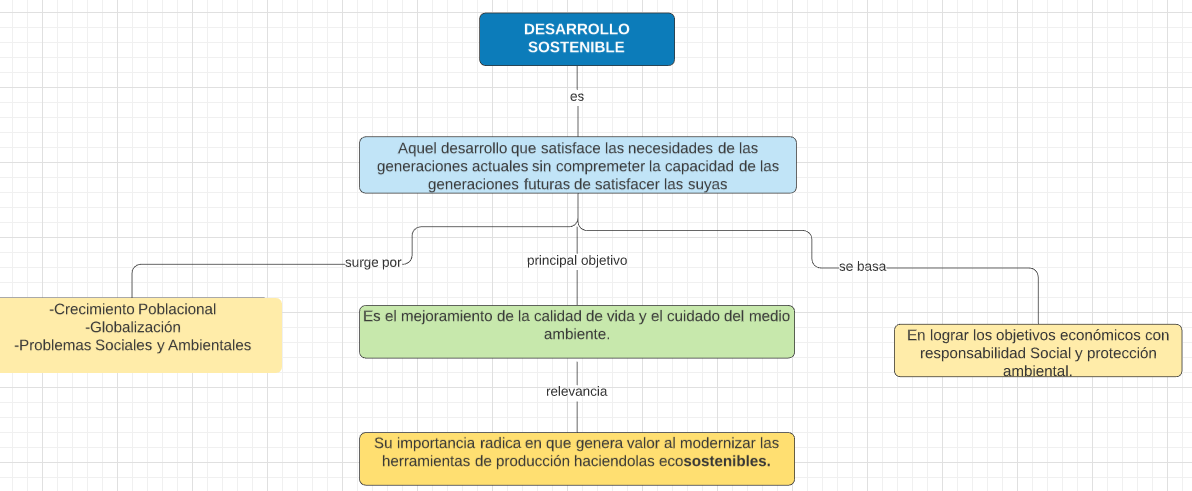 DESARROLLO
SOSTENIBLE
es
Aquel desarrollo que satisface las necesidades de las
generaciones actuales sin compremeter la capacidad de las
generaciones futuras de satisfacer las suyas
surge por
principal objetivo
se basa
-Crecimiento Poblacional
-Globalización
-Problemas Sociales y Ambientales
Es el mejoramiento de la calidad de vida y el cuidado del medio
ambiente.
En lograr los objetivos económicos con
responsabilidad Social y protección
ambiental.
relevancia
Su importancia radica en que genera valor al modernizar las
herramientas de producción haciendolas ecosostenibles.